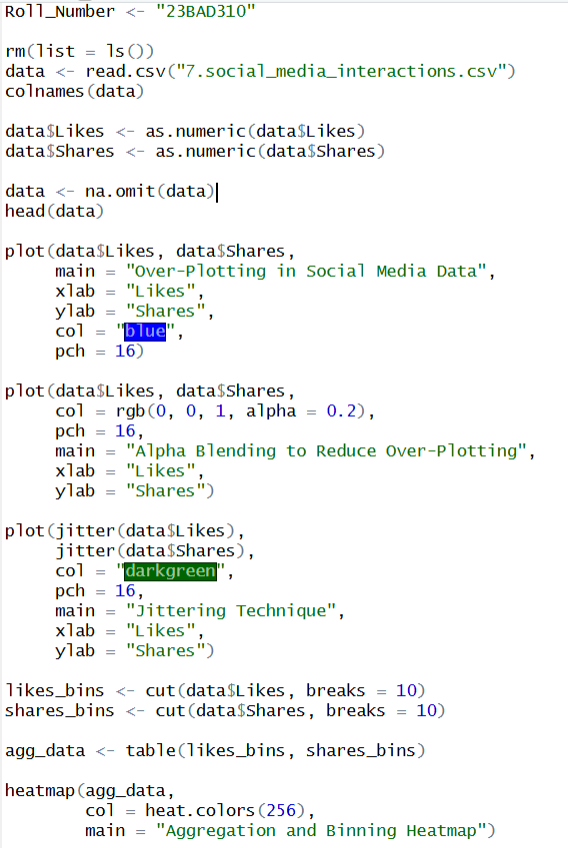 Roll_Number <- "23BAD310"
rm(list = ls())
data <- read.csv("7.social_media_interactions.csv")
colnames(data)
data$Likes <- as.numeric(data$Likes)
data$Shares <- as.numeric(data$Shares)
data <- na.omit(data)
head(data)
plot(data$Likes, data$Shares,
     main = "Over-Plotting in Social Media Data",
     xlab = "Likes",
     ylab = "Shares",
     col = "blue",
     pch = 16)
plot(data$Likes, data$Shares,
     col = rgb(0, 0, 1, alpha = 0.2),
     pch = 16,
     main = "Alpha Blending to Reduce Over-Plotting",
     xlab = "Likes",
     ylab = "Shares")
plot(jitter(data$Likes),
     jitter(data$Shares),
     col = "darkgreen",
     pch = 16,
     main = "Jittering Technique",
     xlab = "Likes",
     ylab = "Shares")
likes_bins <- cut(data$Likes, breaks = 10)
shares_bins <- cut(data$Shares, breaks = 10)
agg_data <- table(likes_bins, shares_bins)
heatmap(agg_data,
        col = heat.colors(256),
        main = "Aggregation and Binning Heatmap")